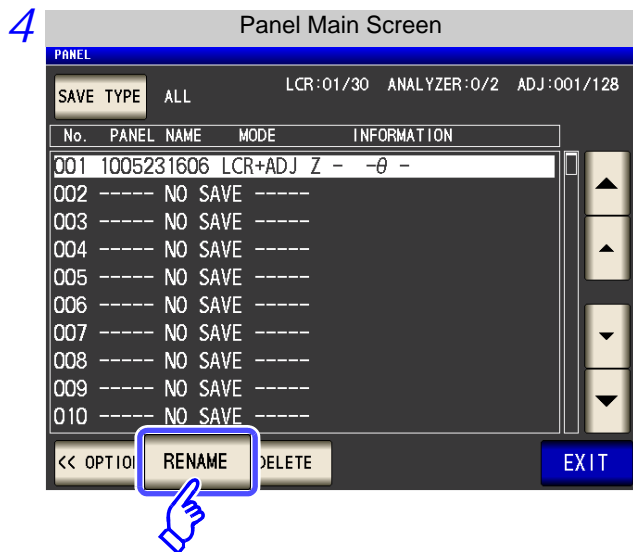 4
Panel Main Screen
PANEL
SAVE TYPE ALL LCR:01/30 ANALYZER:0/2 ADJ:001/128
No. PANEL NAME MODE INFORMATION
001 1005231606 LCR+ADJ Z - -θ -
002 ----- NO SAVE -----
003 ----- NO SAVE -----
004 ----- NO SAVE -----
005 ----- NO SAVE -----
006 ----- NO SAVE -----
007 ----- NO SAVE -----
008 ----- NO SAVE -----
009 ----- NO SAVE -----
010 ----- NO SAVE -----
<< OPTIO RENAME DELETE EXIT